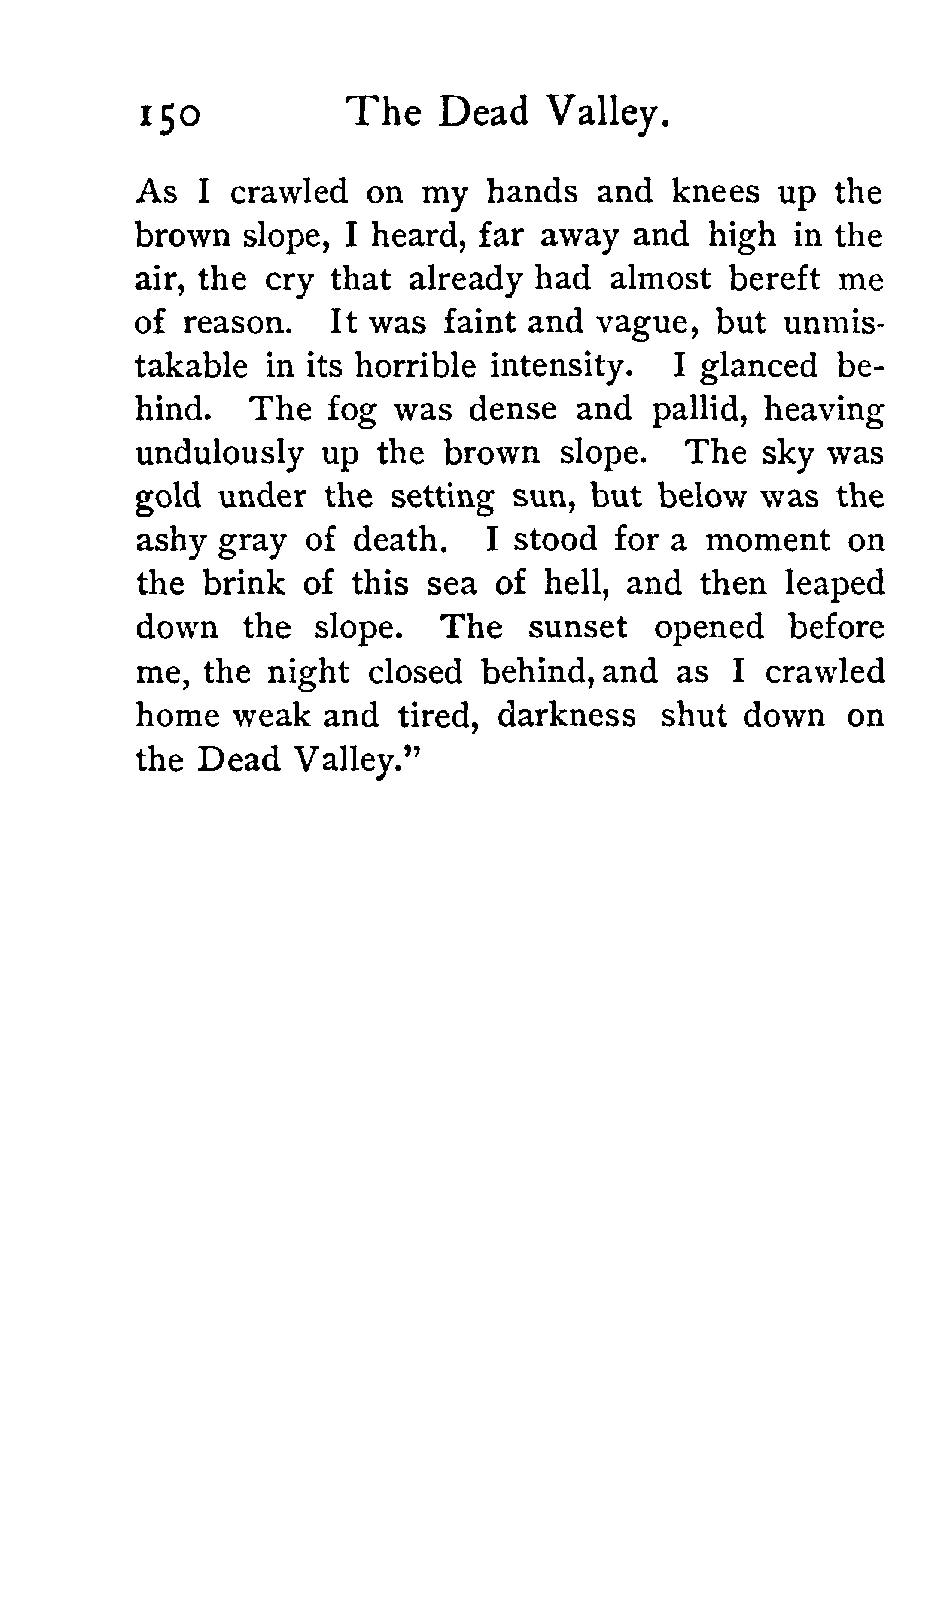 150 The Dead Valley.
As I crawled on my hands and knees up the
brown slope, I heard, far away and high in the
air, the cry that already had almost bereft me
of reason. It was faint and vague, but unmis-
takable in its horrible intensity. I glanced be-
hind. The fog was dense and pallid, heaving
undulously up the brown slope. The sky was
gold under the setting sun, but below was the
ashy gray of death. I stood for a moment on
the brink of this sea of hell, and then leaped
down the slope. The sunset opened before
me, the night closed behind, and as I crawled
home weak and tired, darkness shut down on
the Dead Valley."